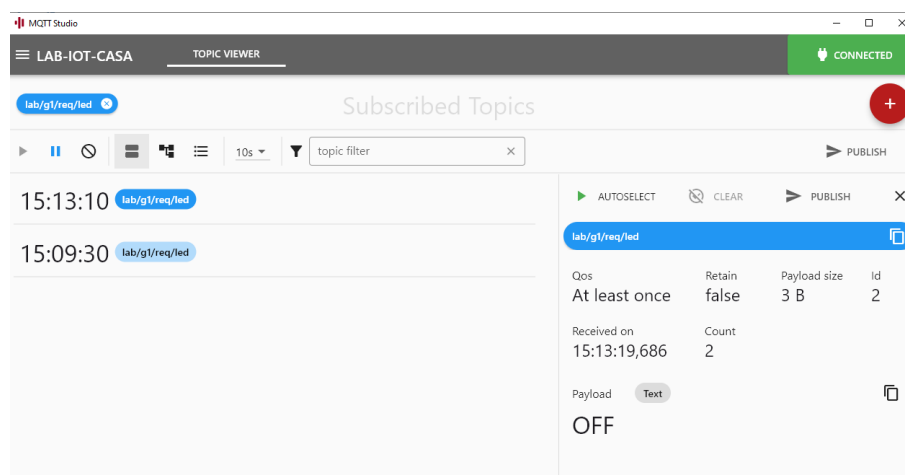 MQTT Studio
LAB-IOT-CASA TOPIC VIEWER CONNECTED
lab/g1/req/led Subscribed Topics
10s topic filter PUBLISH
15:13:10 lab/g1/req/led
15:09:30 lab/g1/req/led
AUTOSELECT CLEAR PUBLISH
lab/g1/req/led
Qos Retain Payload size Id
At least once false 3 B 2
Received on Count
15:13:19,686 2
Payload Text
OFF